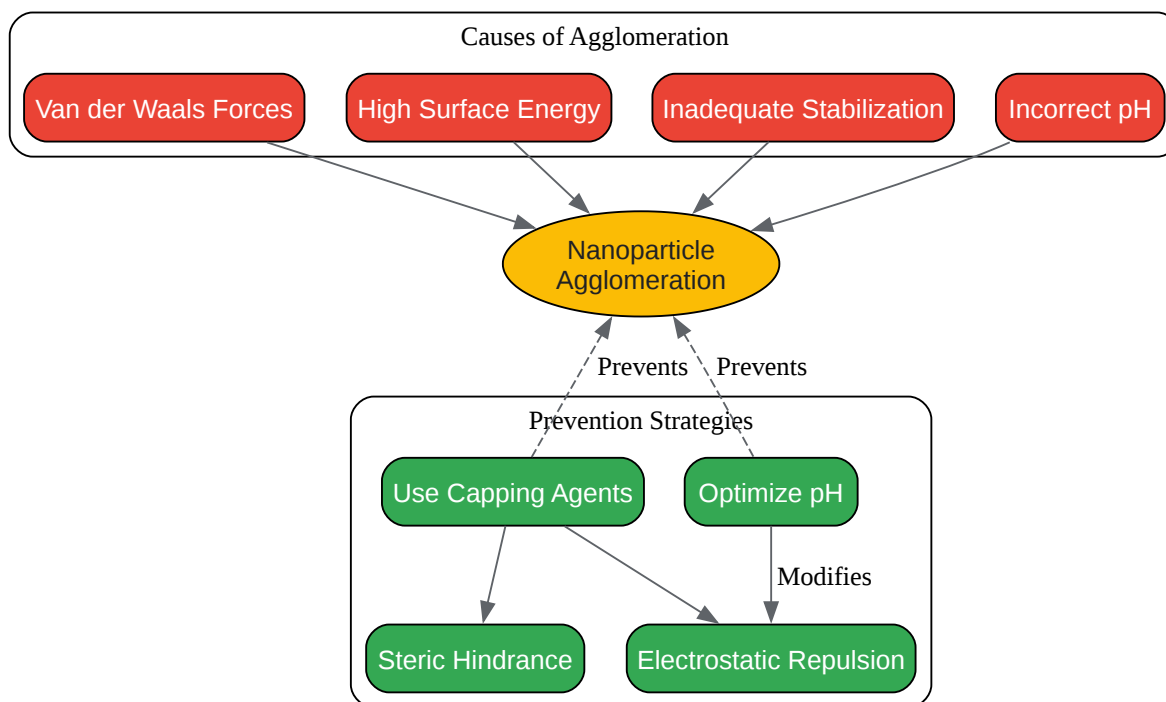 Causes of Agglomeration
Van der Waals Forces
High Surface Energy
Inadequate Stabilization
Incorrect pH
Nanoparticle
Agglomeration
Prevents
Prevents
Prevention Strategies
Use Capping Agents
Optimize pH
Modifies
Steric Hindrance
Electrostatic Repulsion